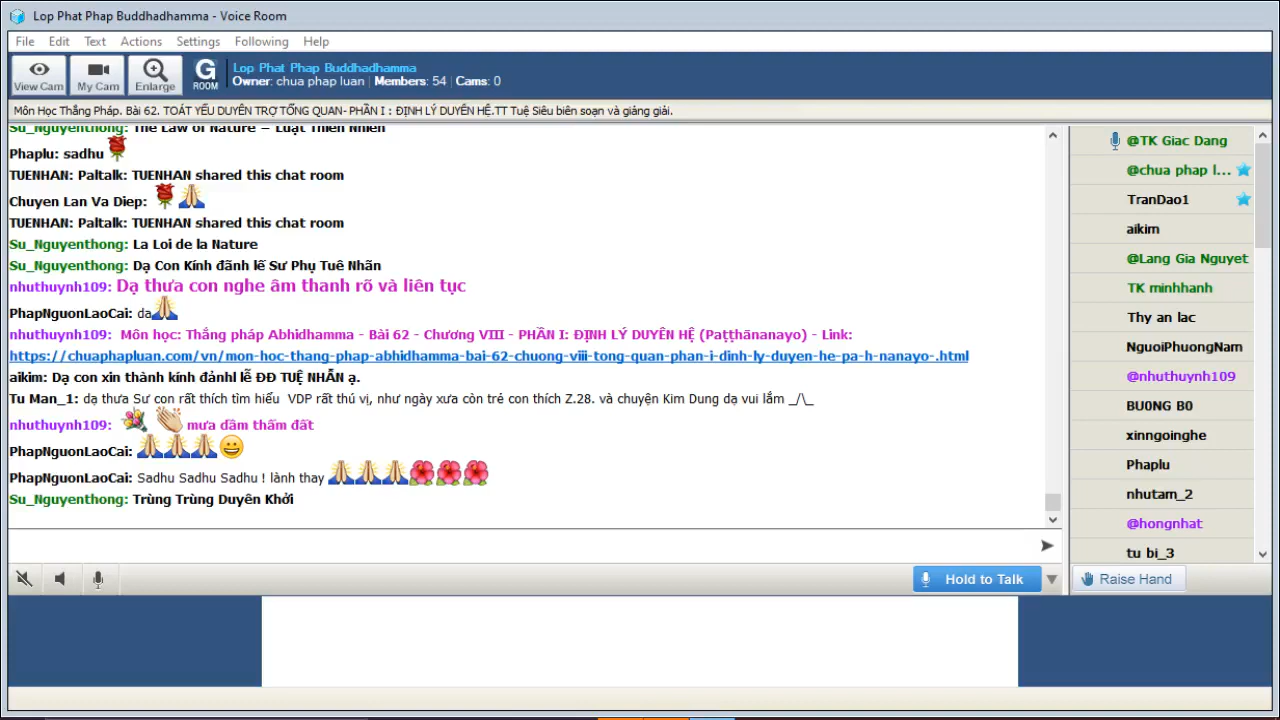 Lop Phat Phap Buddhadhamma - Voice Room
File Edit Text Actions Settings Following Help
View Cam My Cam Enlarge G ROOM
Lop Phat Phap Buddhadhamma
Owner: chua phap luan | Members: 54 | Cams: 0
Môn Học Thắng Pháp. Bài 62. TOÁT YẾU DUYÊN TRỢ TỔNG QUAN- PHẦN I : ĐỊNH LÝ DUYÊN HỆ.TT Tuệ Siêu biên soạn và giảng giải.
Su_Nguyenthong: The Law of Nature = Luật Thiên Nhiên
Phaplu: sadhu
TUENHAN: Paltalk: TUENHAN shared this chat room
Chuyen Lan Va Diep:
TUENHAN: Paltalk: TUENHAN shared this chat room
Su_Nguyenthong: La Loi de la Nature
Su_Nguyenthong: Dạ Con Kính đãnh lế Sư Phụ Tuê Nhãn
nhuthuynh109: Dạ thưa con nghe âm thanh rõ và liên tục
PhapNguonLaoCai: da
nhuthuynh109: Môn học: Thắng pháp Abhidhamma - Bài 62 - Chương VIII - PHẦN I: ĐỊNH LÝ DUYÊN HỆ (Paṭṭhānanayo) - Link:
https://chuaphapluan.com/vn/mon-hoc-thang-phap-abhidhamma-bai-62-chuong-viii-tong-quan-phan-i-dinh-ly-duyen-he-pa-h-nanayo-.html
aikim: Dạ con xin thành kính đảnhl lễ ĐĐ TUỆ NHẪN ạ.
Tu Man_1: dạ thưa Sư con rất thích tìm hiểu VDP rất thú vị, như ngày xưa còn trẻ con thích Z.28. và chuyện Kim Dung dạ vui lắm _/\_
nhuthuynh109: mưa dầm thấm đất
PhapNguonLaoCai:
PhapNguonLaoCai: Sadhu Sadhu Sadhu ! lành thay
Su_Nguyenthong: Trùng Trùng Duyên Khởi
@TK Giac Dang
@chua phap l...
TranDao1
aikim
@Lang Gia Nguyet
TK minhhanh
Thy an lac
NguoiPhuongNam
@nhuthuynh109
BU0NG B0
xinngoinghe
Phaplu
nhutam_2
@hongnhat
tu bi_3
Hold to Talk
Raise Hand